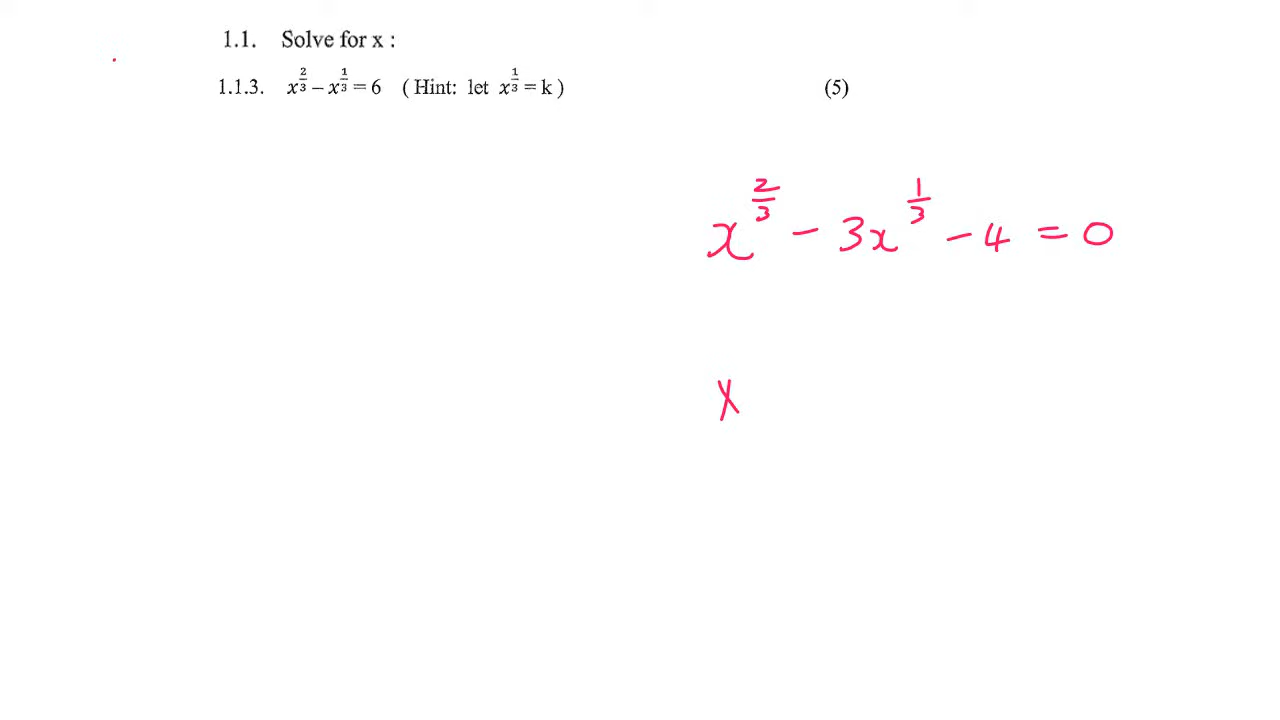 1.1. Solve for x :
1.1.3. x^(2/3) – x^(1/3) = 6 ( Hint: let x^(1/3) = k ) (5)
x^(2/3) - 3x^(1/3) - 4 = 0
x